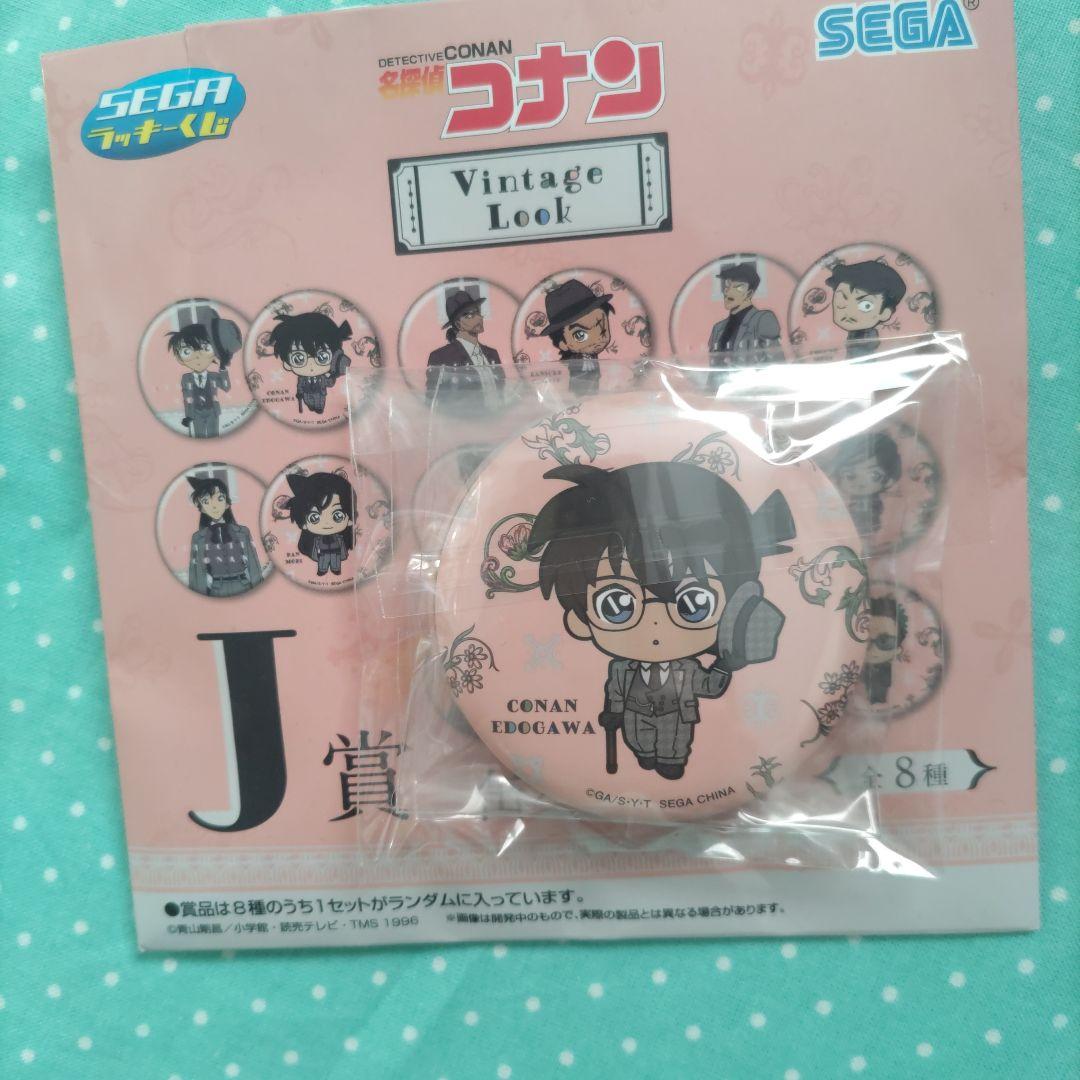 SEGA®
SEGA
ラッキーくじ
DETECTIVE CONAN
名探偵
コナン
Vintage
Look
CONAN
EDOGAWA
RAN
MORI
CONAN
EDOGAWA
©GA/S・Y・T SEGA CHINA
J賞
全8種
●賞品は8種のうち1セットがランダムに入っています。
©青山剛昌/小学館・読売テレビ・TMS 1996
※画像は開発中のもので、実際の製品とは異なる場合があります。